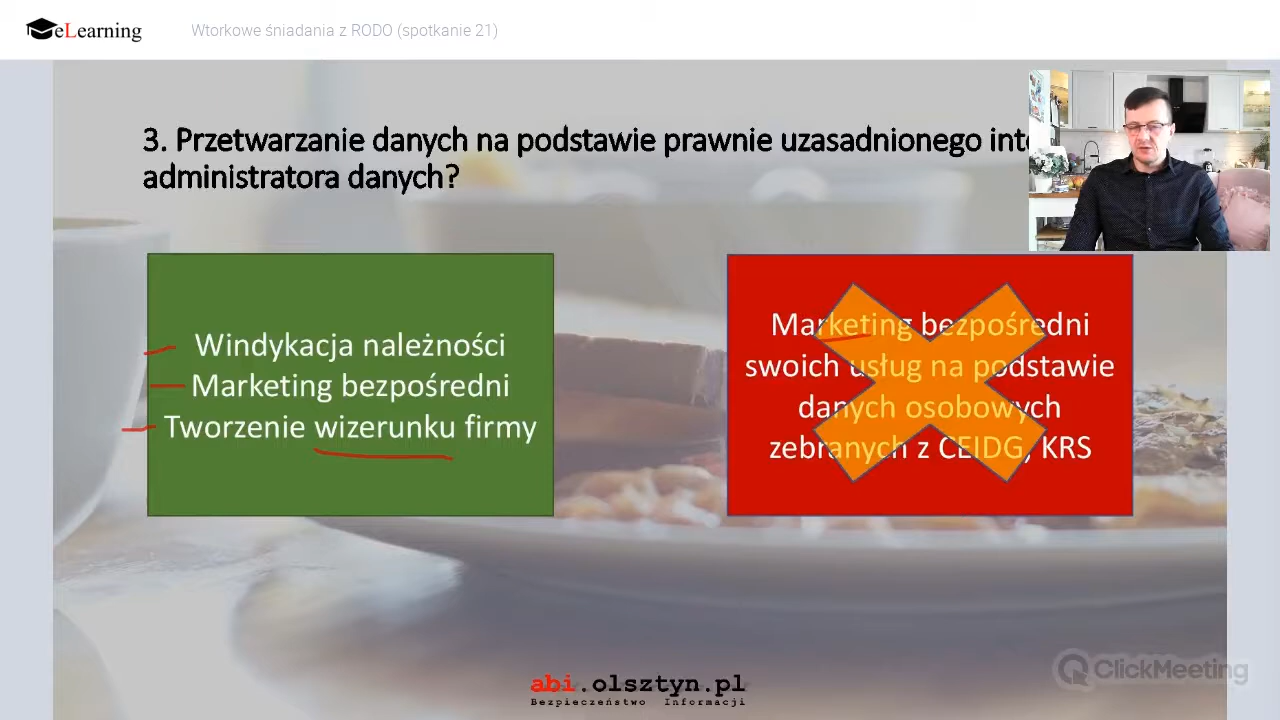 eLearning
Wtorkowe śniadania z RODO (spotkanie 21)
3. Przetwarzanie danych na podstawie prawnie uzasadnionego
administratora danych?
Windykacja należności
Marketing bezpośredni
Tworzenie wizerunku firmy
Marketing bezpośredni
swoich usług na podstawie
danych osobowych
zebranych z CEIDG, KRS
abi.olsztyn.pl
Bezpieczeństwo Informacji
ClickMeeting